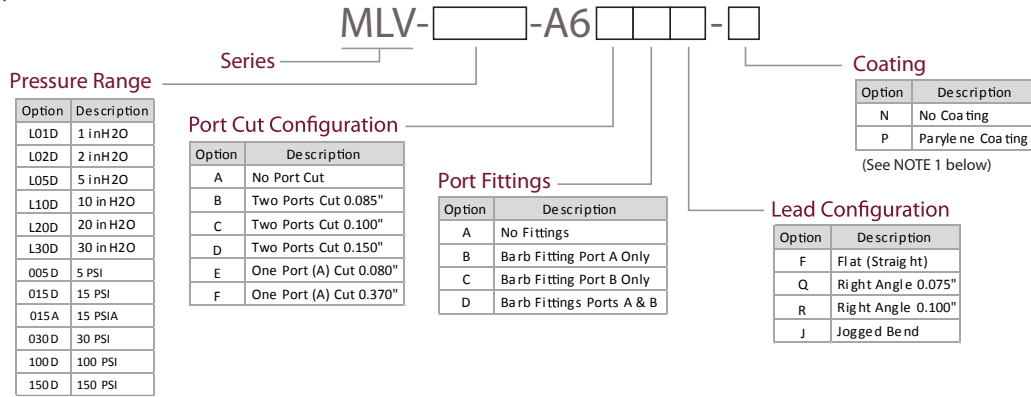 MLV- -A6 -
Series
Pressure Range
Option Description
L01D 1 inH2O
L02D 2 inH2O
L05D 5 inH2O
L10D 10 inH2O
L20D 20 inH2O
L30D 30 inH2O
005D 5 PSI
015D 15 PSI
015A 15 PSIA
030D 30 PSI
100D 100 PSI
150D 150 PSI
Port Cut Configuration
Option Description
A No Port Cut
B Two Ports Cut 0.085"
C Two Ports Cut 0.100"
D Two Ports Cut 0.150"
E One Port (A) Cut 0.080"
F One Port (A) Cut 0.370"
Port Fittings
Option Description
A No Fittings
B Barb Fitting Port A Only
C Barb Fitting Port B Only
D Barb Fittings Ports A & B
Lead Configuration
Option Description
F Flat (Straight)
Q Right Angle 0.075"
R Right Angle 0.100"
J Jogged Bend
Coating
Option Description
N No Coating
P Parylene Coating
(See NOTE 1 below)